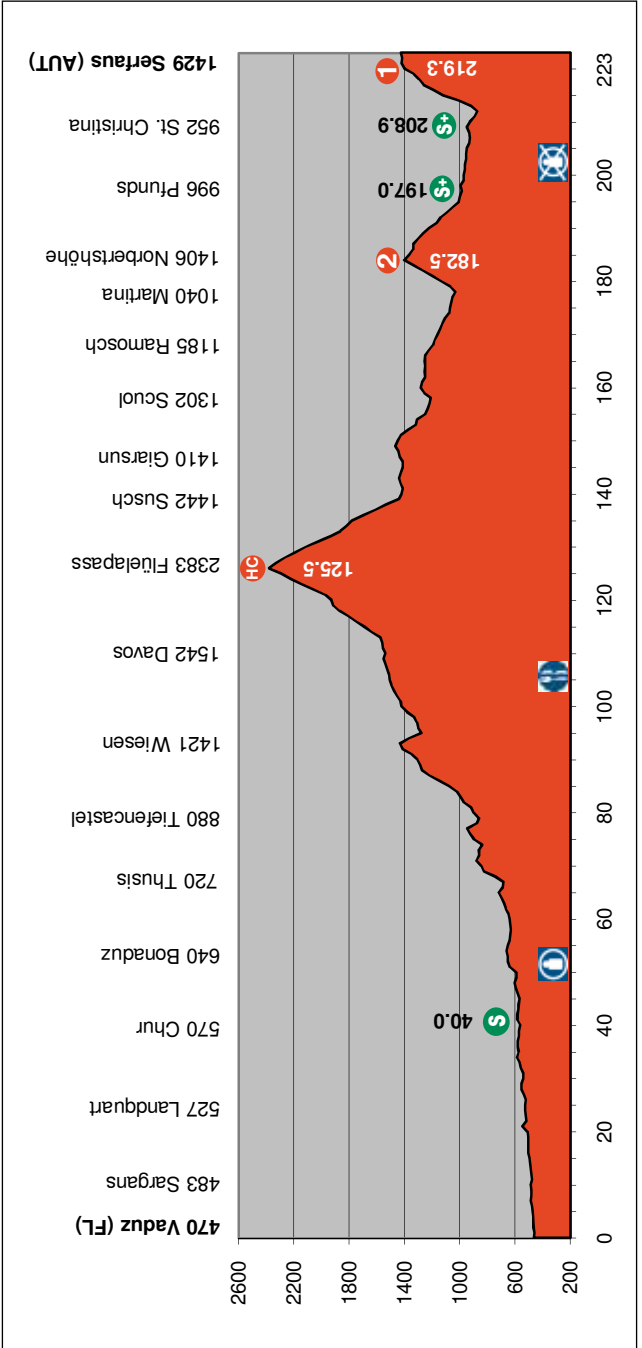 470 Vaduz (FL)
483 Sargans
527 Landquart
570 Chur
640 Bonaduz
720 Thusis
880 Tiefencastel
1421 Wiesen
1542 Davos
2383 Flüelapass
1442 Susch
1410 Giarsun
1302 Scuol
1185 Ramosch
1040 Martina
1406 Norbertshöhe
996 Pfunds
952 St. Christina
1429 Serfaus (AUT)
2600
2200
1800
1400
1000
600
200
S
40.0
HC
125.5
2
182.5
S+
197.0
S+
208.9
1
219.3
0
20
40
60
80
100
120
140
160
180
200
223